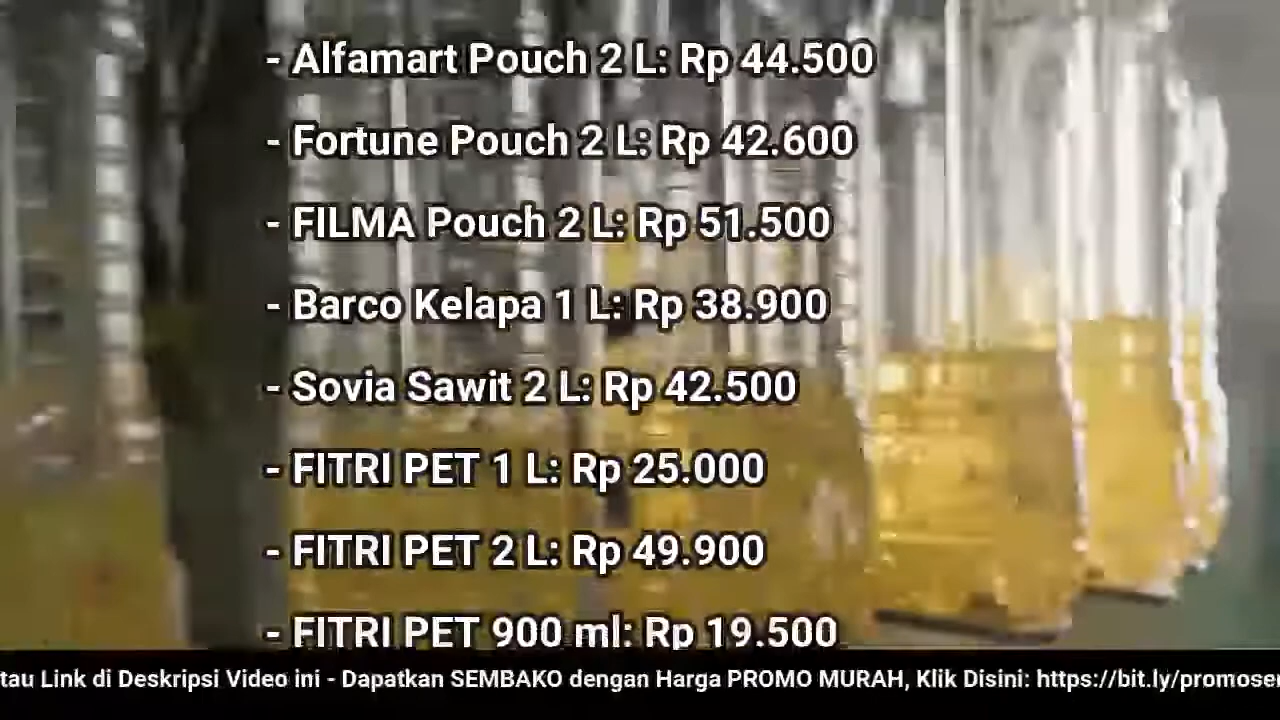 - Alfamart Pouch 2 L: Rp 44.500
- Fortune Pouch 2 L: Rp 42.600
- FILMA Pouch 2 L: Rp 51.500
- Barco Kelapa 1 L: Rp 38.900
- Sovia Sawit 2 L: Rp 42.500
- FITRI PET 1 L: Rp 25.000
- FITRI PET 2 L: Rp 49.900
- FITRI PET 900 ml: Rp 19.500
tau Link di Deskripsi Video ini - Dapatkan SEMBAKO dengan Harga PROMO MURAH, Klik Disini: https://bit.ly/promose